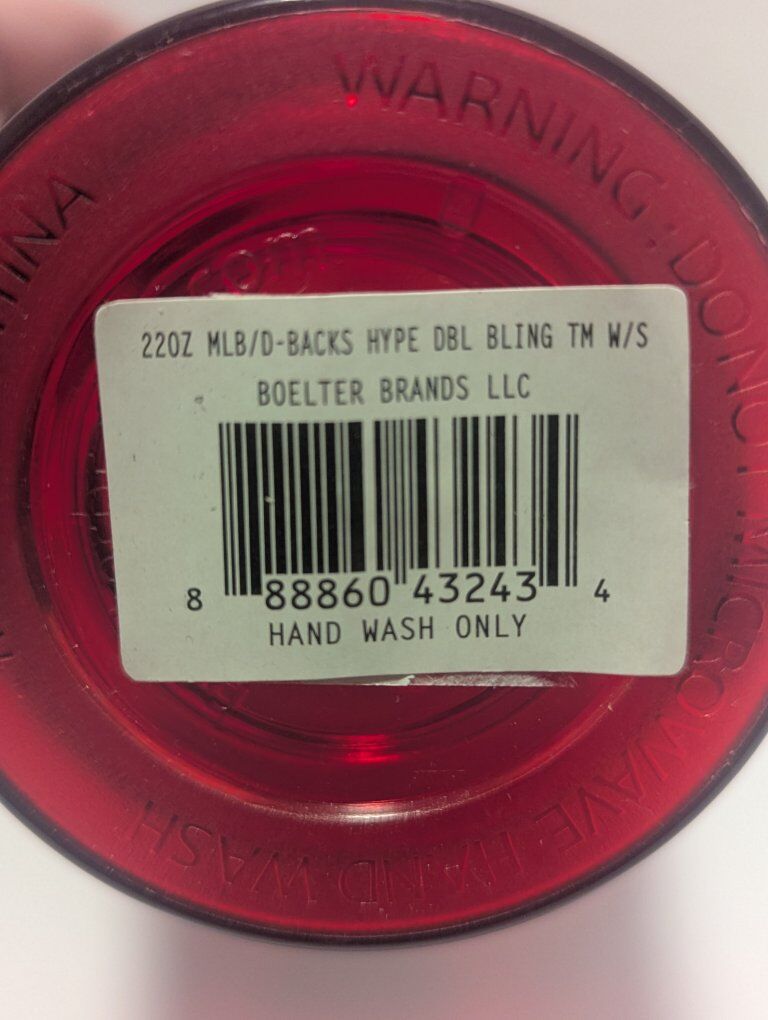 22OZ MLB/D-BACKS HYPE DBL BLING TM W/S
BOELTER BRANDS LLC
8 88860 43243 4
HAND WASH ONLY
WARNING: DO NOT MICROWAVE HAND WASH